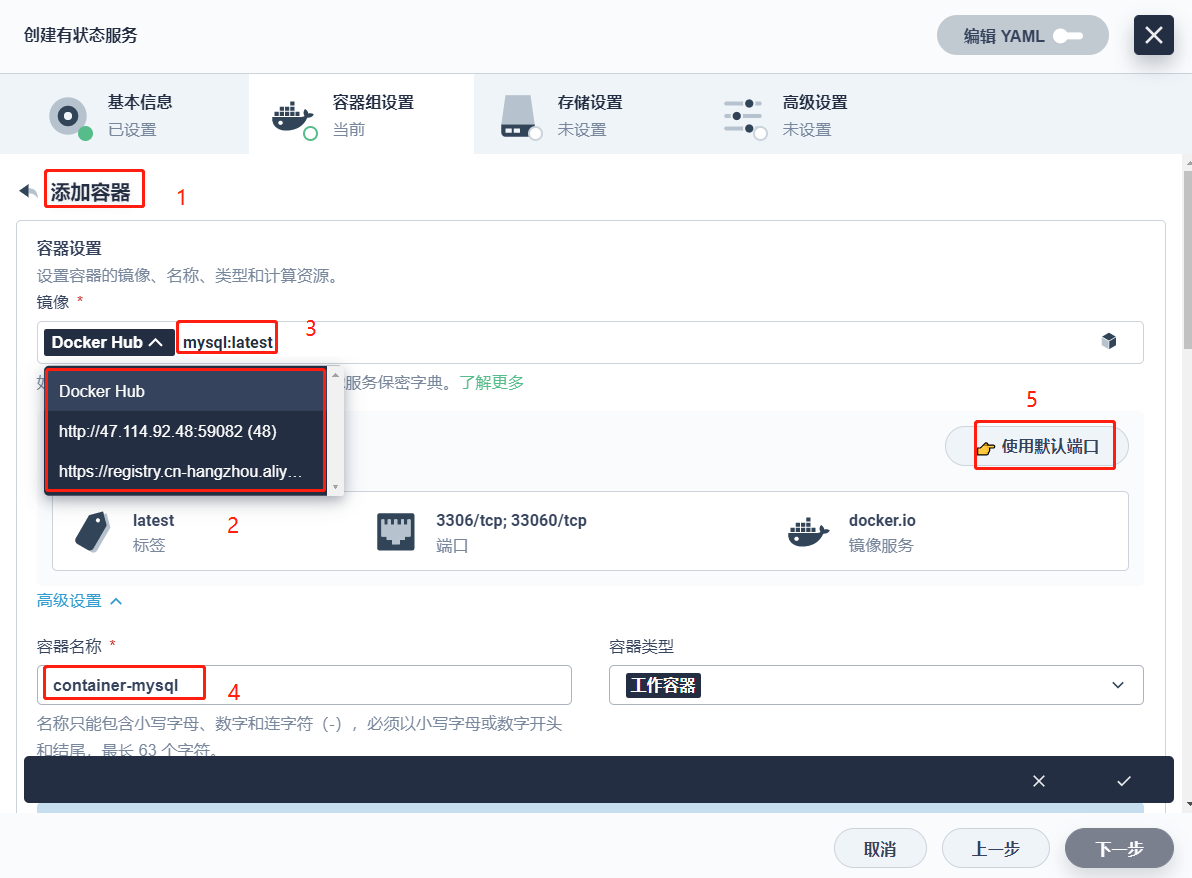 创建有状态服务
编辑 YAML
基本信息
已设置
容器组设置
当前
存储设置
未设置
高级设置
未设置
添加容器
1
容器设置
设置容器的镜像、名称、类型和计算资源。
镜像 *
Docker Hub
mysql:latest
3
服务保密字典。了解更多
Docker Hub
http://47.114.92.48:59082 (48)
https://registry.cn-hangzhou.aliy…
5
使用默认端口
latest
标签
2
3306/tcp; 33060/tcp
端口
docker.io
镜像服务
高级设置
容器名称 *
容器类型
container-mysql
4
工作容器
名称只能包含小写字母、数字和连字符（-），必须以小写字母或数字开头
和结尾，最长 63 个字符。
取消
上一步
下一步